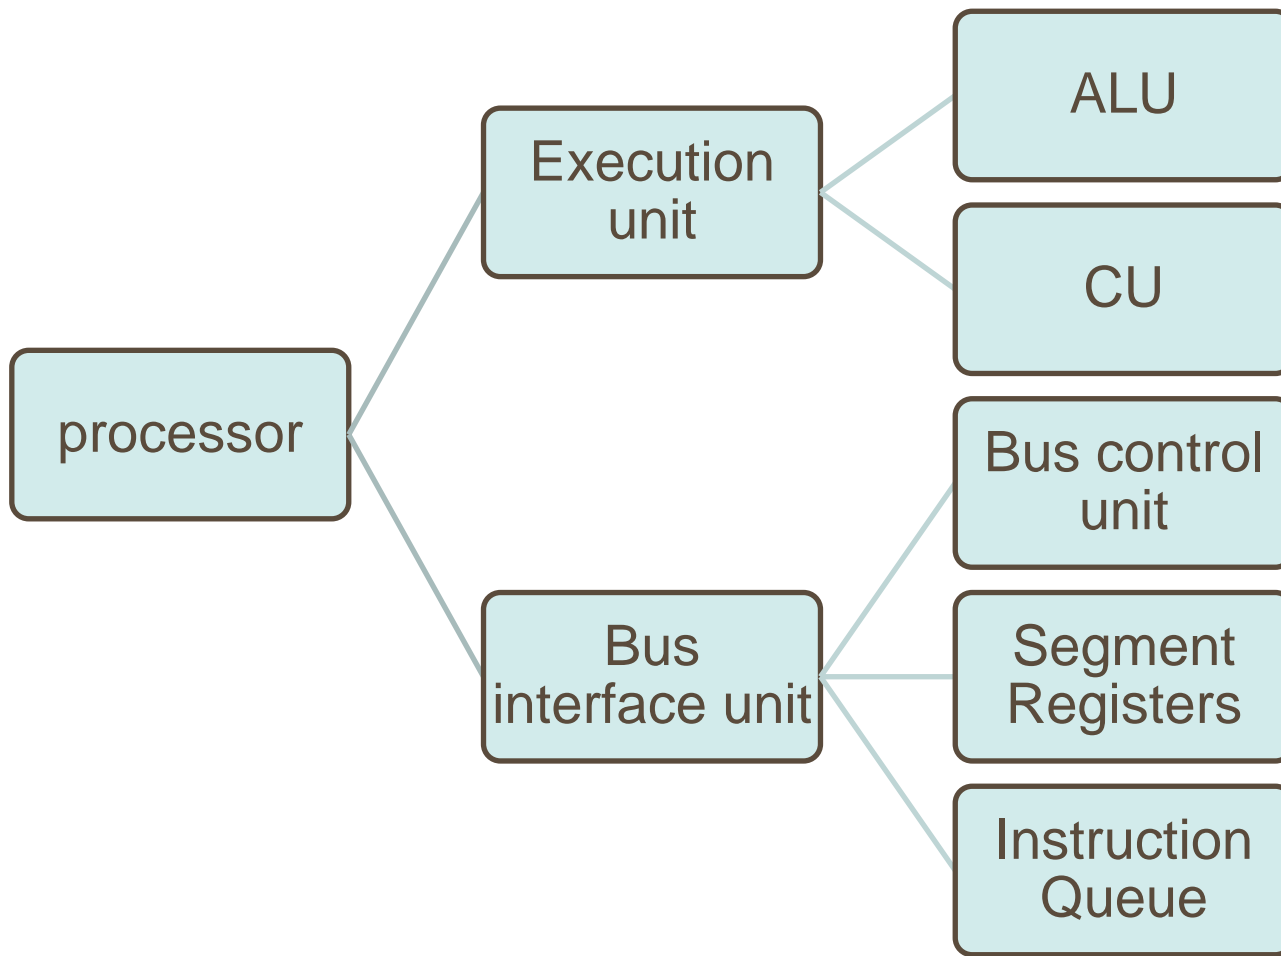 processor
Execution
unit
Bus
interface unit
ALU
CU
Bus control
unit
Segment
Registers
Instruction
Queue